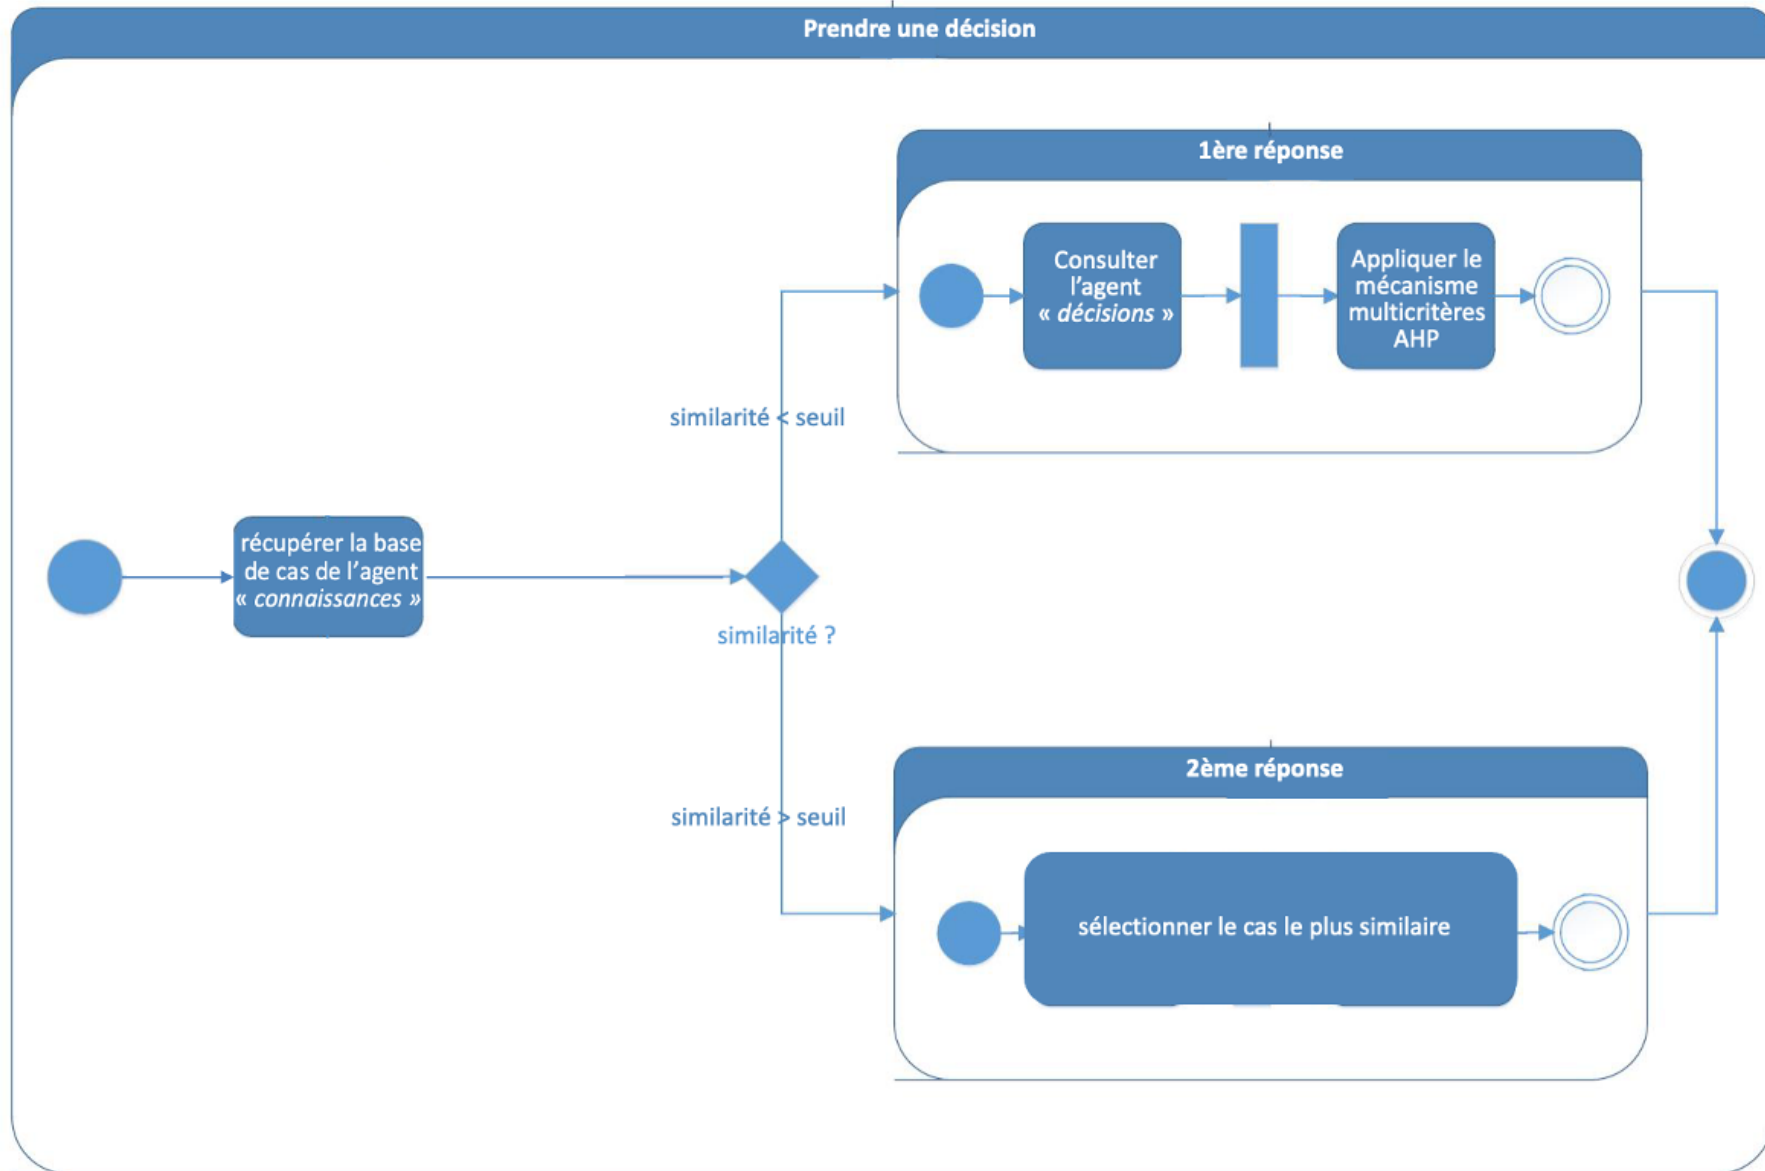 Prendre une décision
1ère réponse
Consulter
l’agent
« décisions »
Appliquer le
mécanisme
multicritères
AHP
similarité < seuil
récupérer la base
de cas de l’agent
« connaissances »
similarité ?
similarité > seuil
2ème réponse
sélectionner le cas le plus similaire